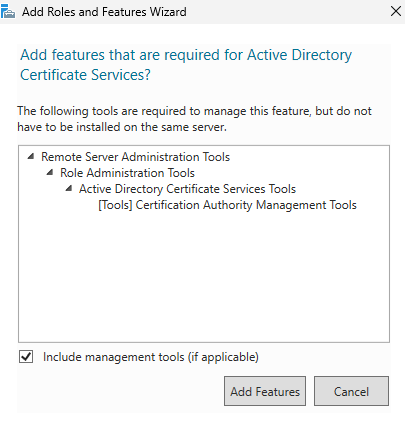 Add Roles and Features Wizard
Add features that are required for Active Directory
Certificate Services?
The following tools are required to manage this feature, but do not
have to be installed on the same server.
Remote Server Administration Tools
Role Administration Tools
Active Directory Certificate Services Tools
[Tools] Certification Authority Management Tools
Include management tools (if applicable)
Add Features
Cancel